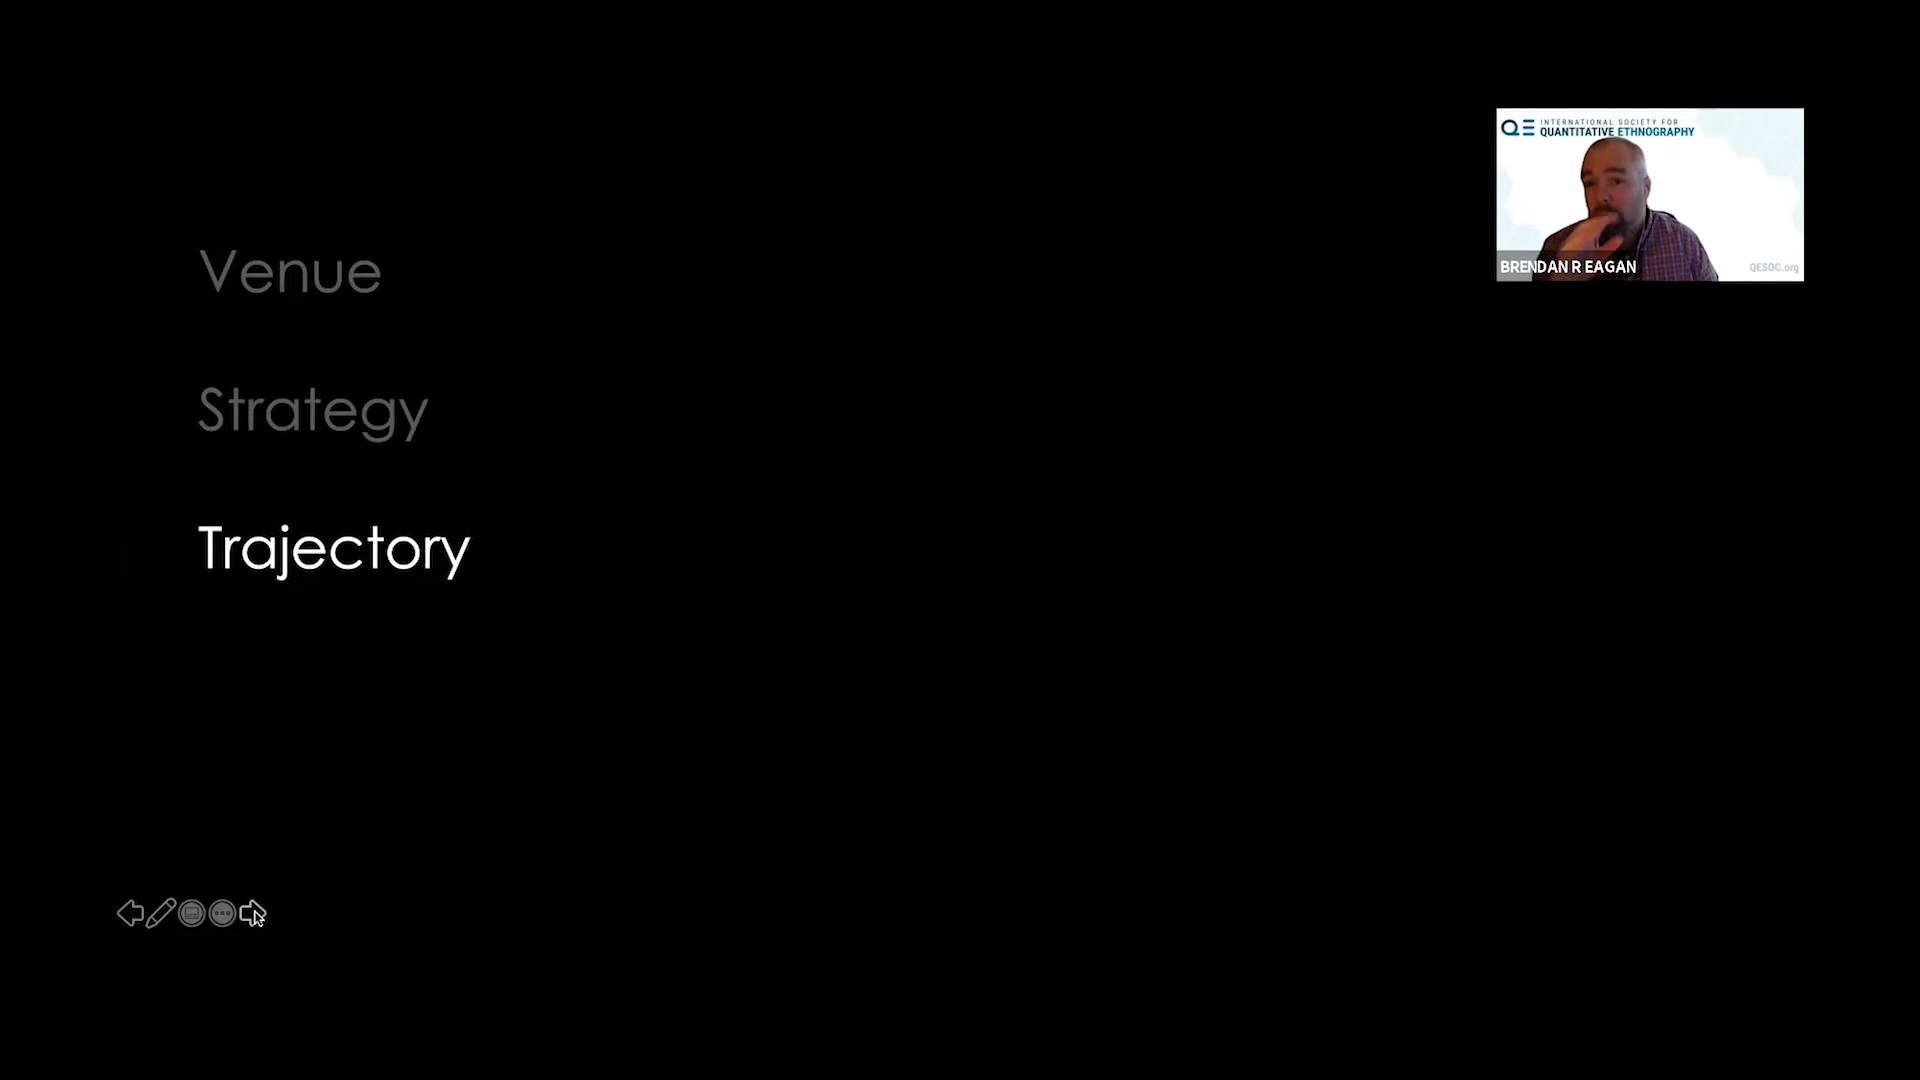 INTERNATIONAL SOCIETY FOR
QUANTITATIVE ETHNOGRAPHY
BRENDAN R EAGAN
QESOC.org
Venue
Strategy
Trajectory